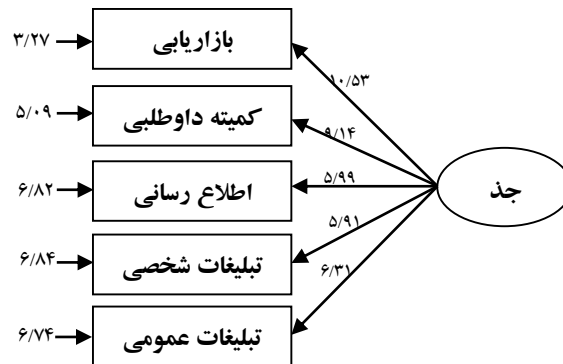 ۳/۲۷
بازاریابی
۱۰/۵۳
۵/۰۹
کمیته داوطلبی
۹/۱۴
۶/۸۲
اطلاع رسانی
۵/۹۹
جذ
۶/۸۴
تبلیغات شخصی
۵/۹۱
۶/۷۴
تبلیغات عمومی
۶/۳۱